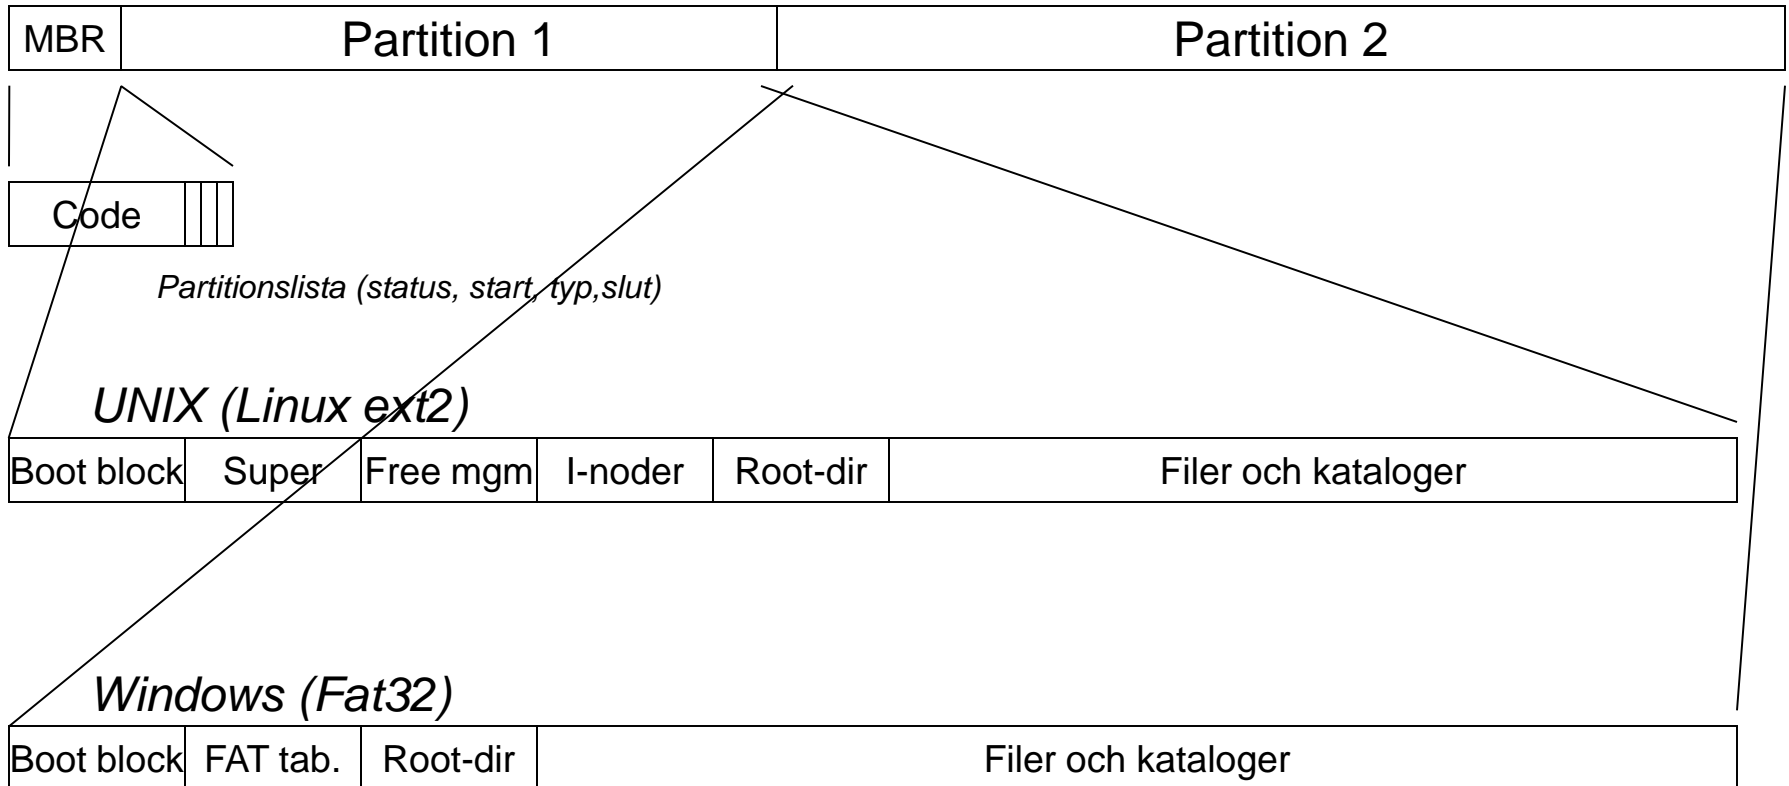 MBR Partition 1 Partition 2
Code
Partitionslista (status, start, typ,slut)
UNIX (Linux ext2)
Boot block Super Free mgm I-noder Root-dir Filer och kataloger
Windows (Fat32)
Boot block FAT tab. Root-dir Filer och kataloger